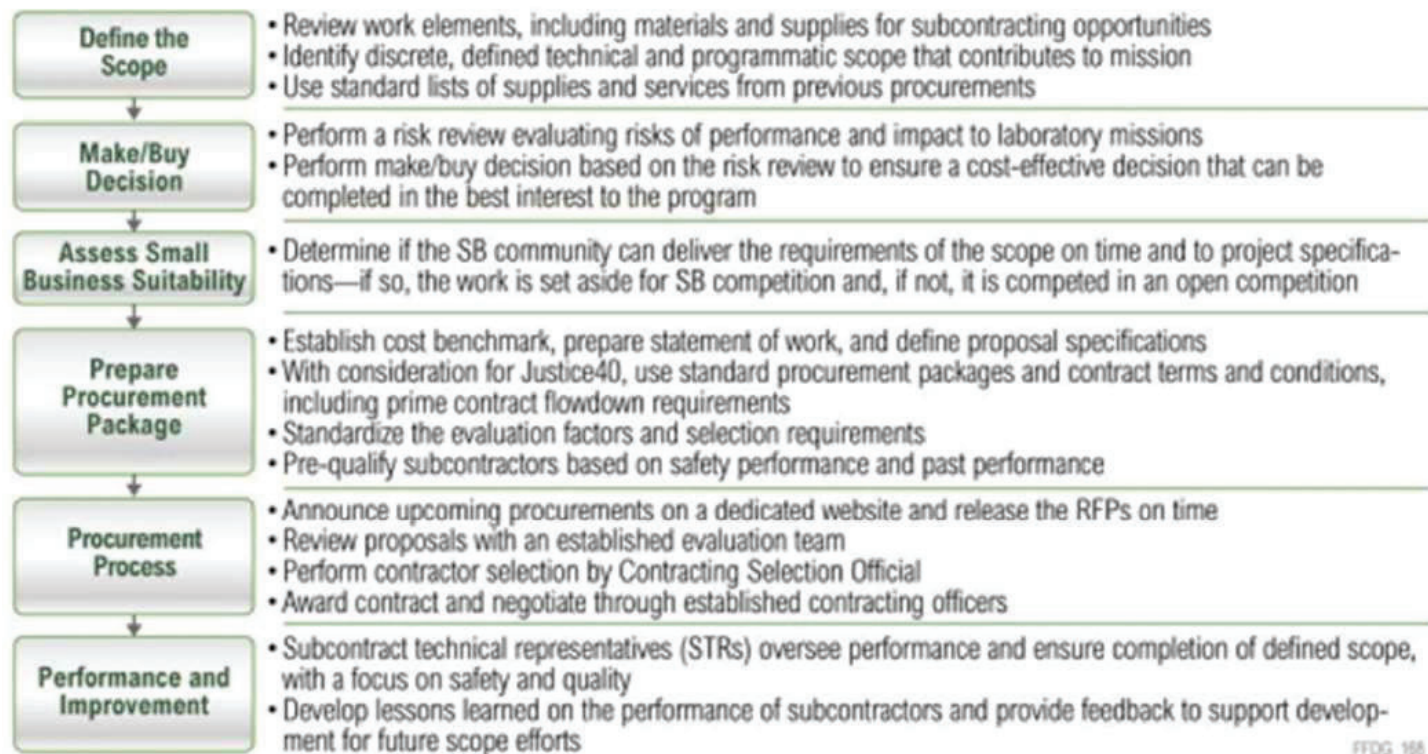 Define the
Scope
• Review work elements, including materials and supplies for subcontracting opportunities
• Identify discrete, defined technical and programmatic scope that contributes to mission
• Use standard lists of supplies and services from previous procurements
Make/Buy
Decision
• Perform a risk review evaluating risks of performance and impact to laboratory missions
• Perform make/buy decision based on the risk review to ensure a cost-effective decision that can be
completed in the best interest to the program
Assess Small
Business Suitability
• Determine if the SB community can deliver the requirements of the scope on time and to project specifica-
tions—if so, the work is set aside for SB competition and, if not, it is competed in an open competition
Prepare
Procurement
Package
• Establish cost benchmark, prepare statement of work, and define proposal specifications
• With consideration for Justice40, use standard procurement packages and contract terms and conditions,
including prime contract flowdown requirements
• Standardize the evaluation factors and selection requirements
• Pre-qualify subcontractors based on safety performance and past performance
Procurement
Process
• Announce upcoming procurements on a dedicated website and release the RFPs on time
• Review proposals with an established evaluation team
• Perform contractor selection by Contracting Selection Official
• Award contract and negotiate through established contracting officers
Performance and
Improvement
• Subcontract technical representatives (STRs) oversee performance and ensure completion of defined scope,
with a focus on safety and quality
• Develop lessons learned on the performance of subcontractors and provide feedback to support develop-
ment for future scope efforts